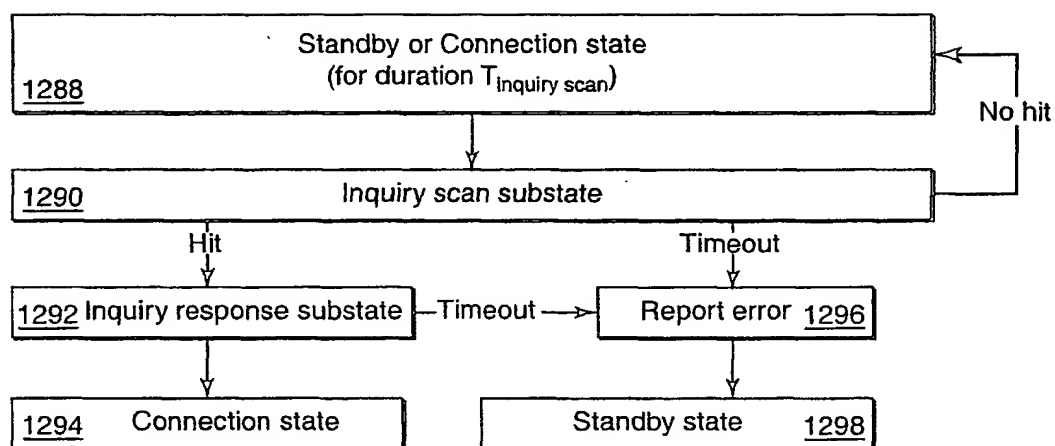 Standby or Connection state
(for duration Tinquiry scan)
1288
No hit
1290 Inquiry scan substate
Hit
Timeout
1292 Inquiry response substate
Timeout
Report error 1296
1294 Connection state
Standby state 1298